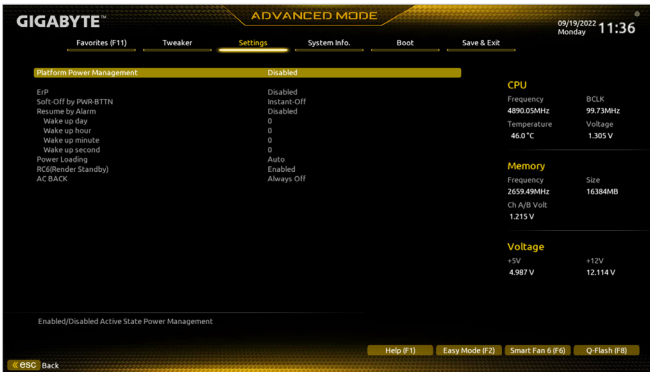 GIGABYTE™
ADVANCED MODE
09/19/2022 Monday 11:36
Favorites (F11) Tweaker Settings System Info. Boot Save & Exit
Platform Power Management Disabled
ErP Disabled
Soft-Off by PWR-BTTN Instant-Off
Resume by Alarm Disabled
Wake up day 0
Wake up hour 0
Wake up minute 0
Wake up second 0
Power Loading Auto
RC6(Render Standby) Enabled
AC BACK Always Off
CPU
Frequency BCLK
4890.05MHz 99.73MHz
Temperature Voltage
46.0 °C 1.305 V
Memory
Frequency Size
2659.49MHz 16384MB
Ch A/B Volt
1.215 V
Voltage
+5V +12V
4.987 V 12.114 V
Enabled/Disabled Active State Power Management
Help (F1) Easy Mode (F2) Smart Fan 6 (F6) Q-Flash (F8)
«esc Back